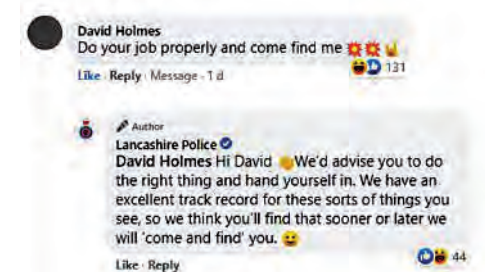 David Holmes
Do your job properly and come find me 💥💥🤘
131
Like · Reply · Message · 1 d
Author
Lancashire Police
David Holmes Hi David 👋We'd advise you to do
the right thing and hand yourself in. We have an
excellent track record for these sorts of things you
see, so we think you'll find that sooner or later we
will 'come and find' you. 😀
44
Like · Reply